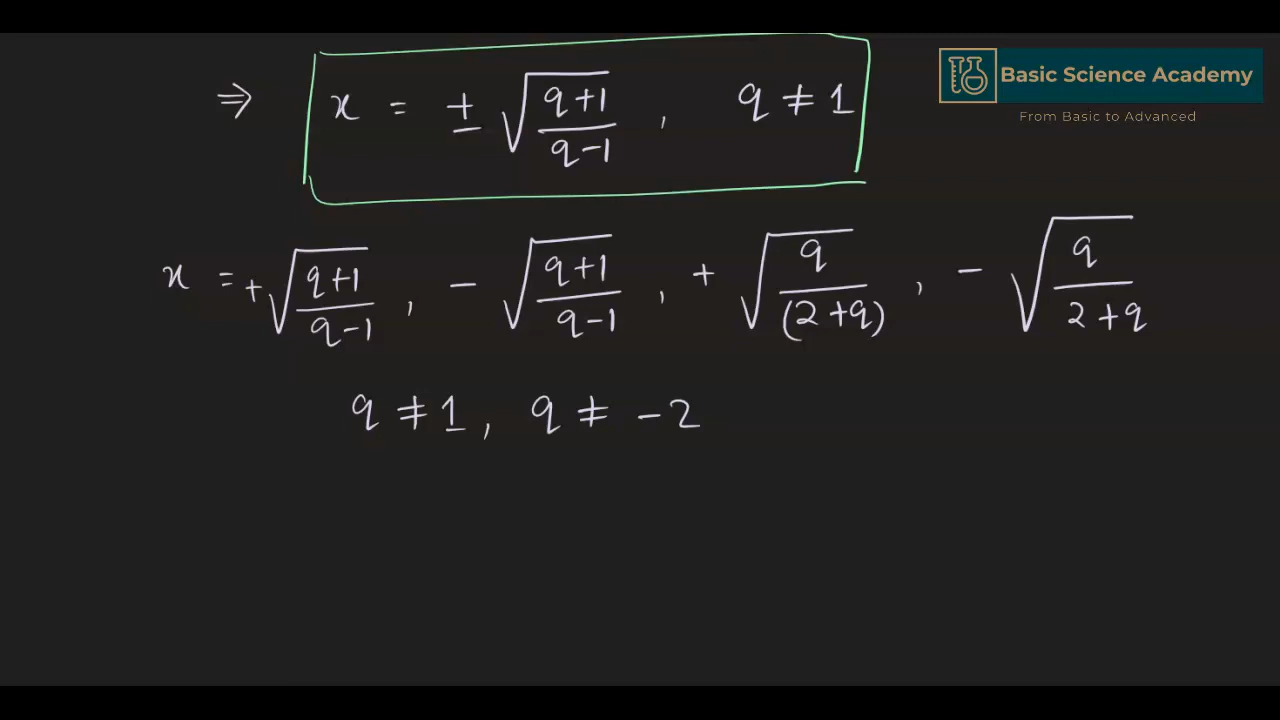 ⇒ x = ± √((q+1)/(q-1)) , q ≠ 1
Basic Science Academy
From Basic to Advanced
x = + √((q+1)/(q-1)) , - √((q+1)/(q-1)) , + √(q/(2+q)) , - √(q/2+q)
q ≠ 1 , q ≠ -2